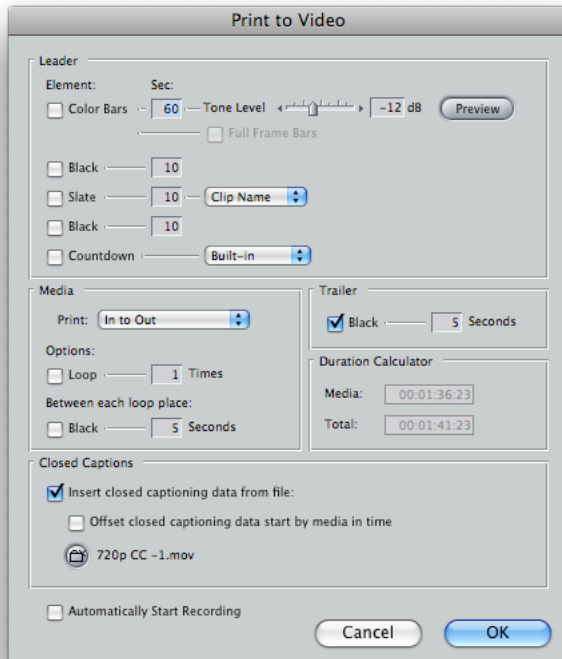 Print to Video
Leader
Element: Sec:
Color Bars 60 Tone Level -12 dB Preview
Full Frame Bars
Black 10
Slate 10 Clip Name
Black 10
Countdown Built-in
Media
Print: In to Out
Options:
Loop 1 Times
Between each loop place:
Black 5 Seconds
Trailer
Black 5 Seconds
Duration Calculator
Media: 00:01:36:23
Total: 00:01:41:23
Closed Captions
Insert closed captioning data from file:
Offset closed captioning data start by media in time
720p CC -1.mov
Automatically Start Recording
Cancel OK